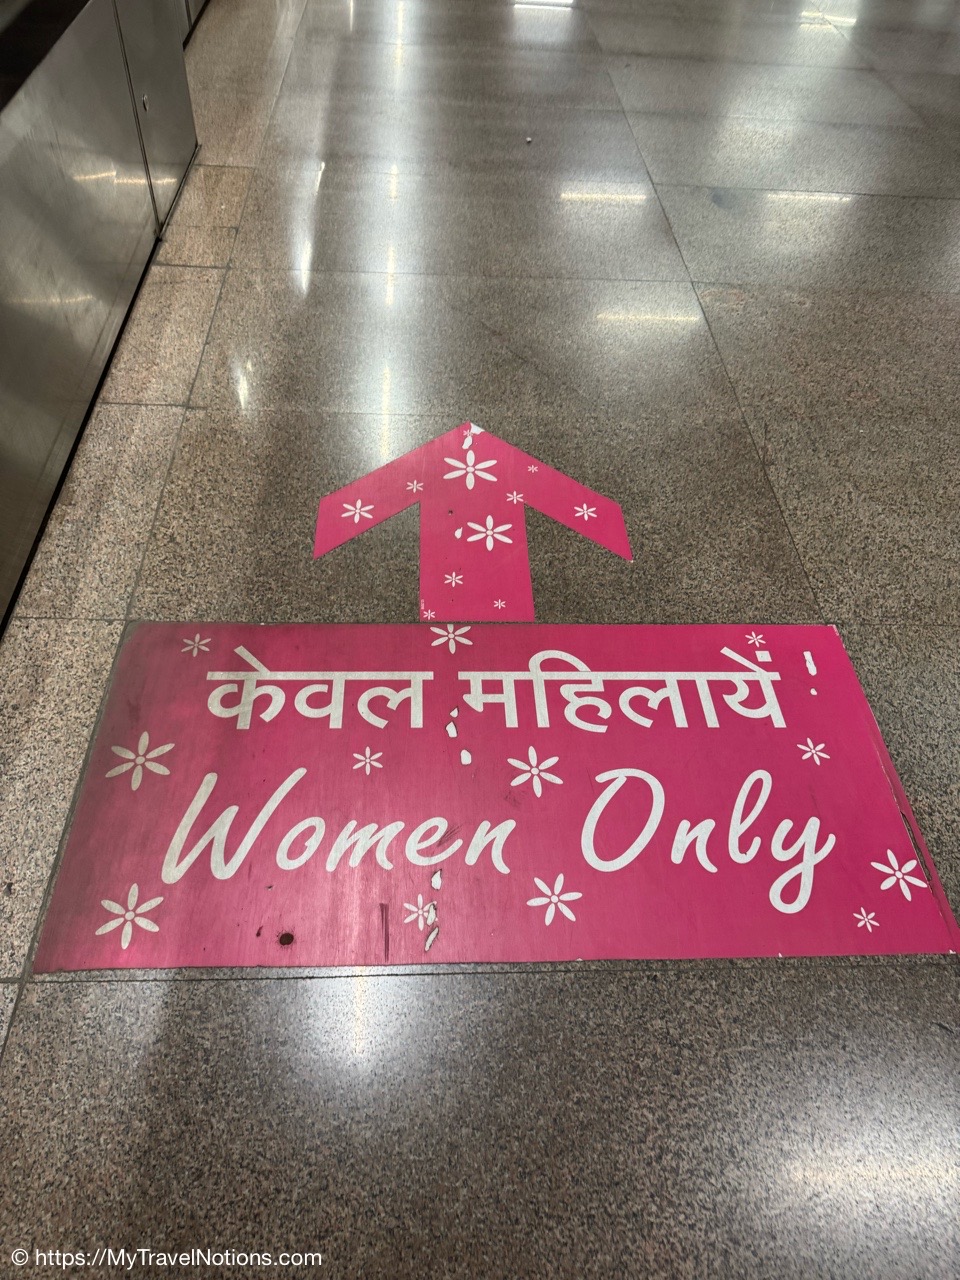 केवल महिलायें
Women Only
© https://MyTravelNotions.com